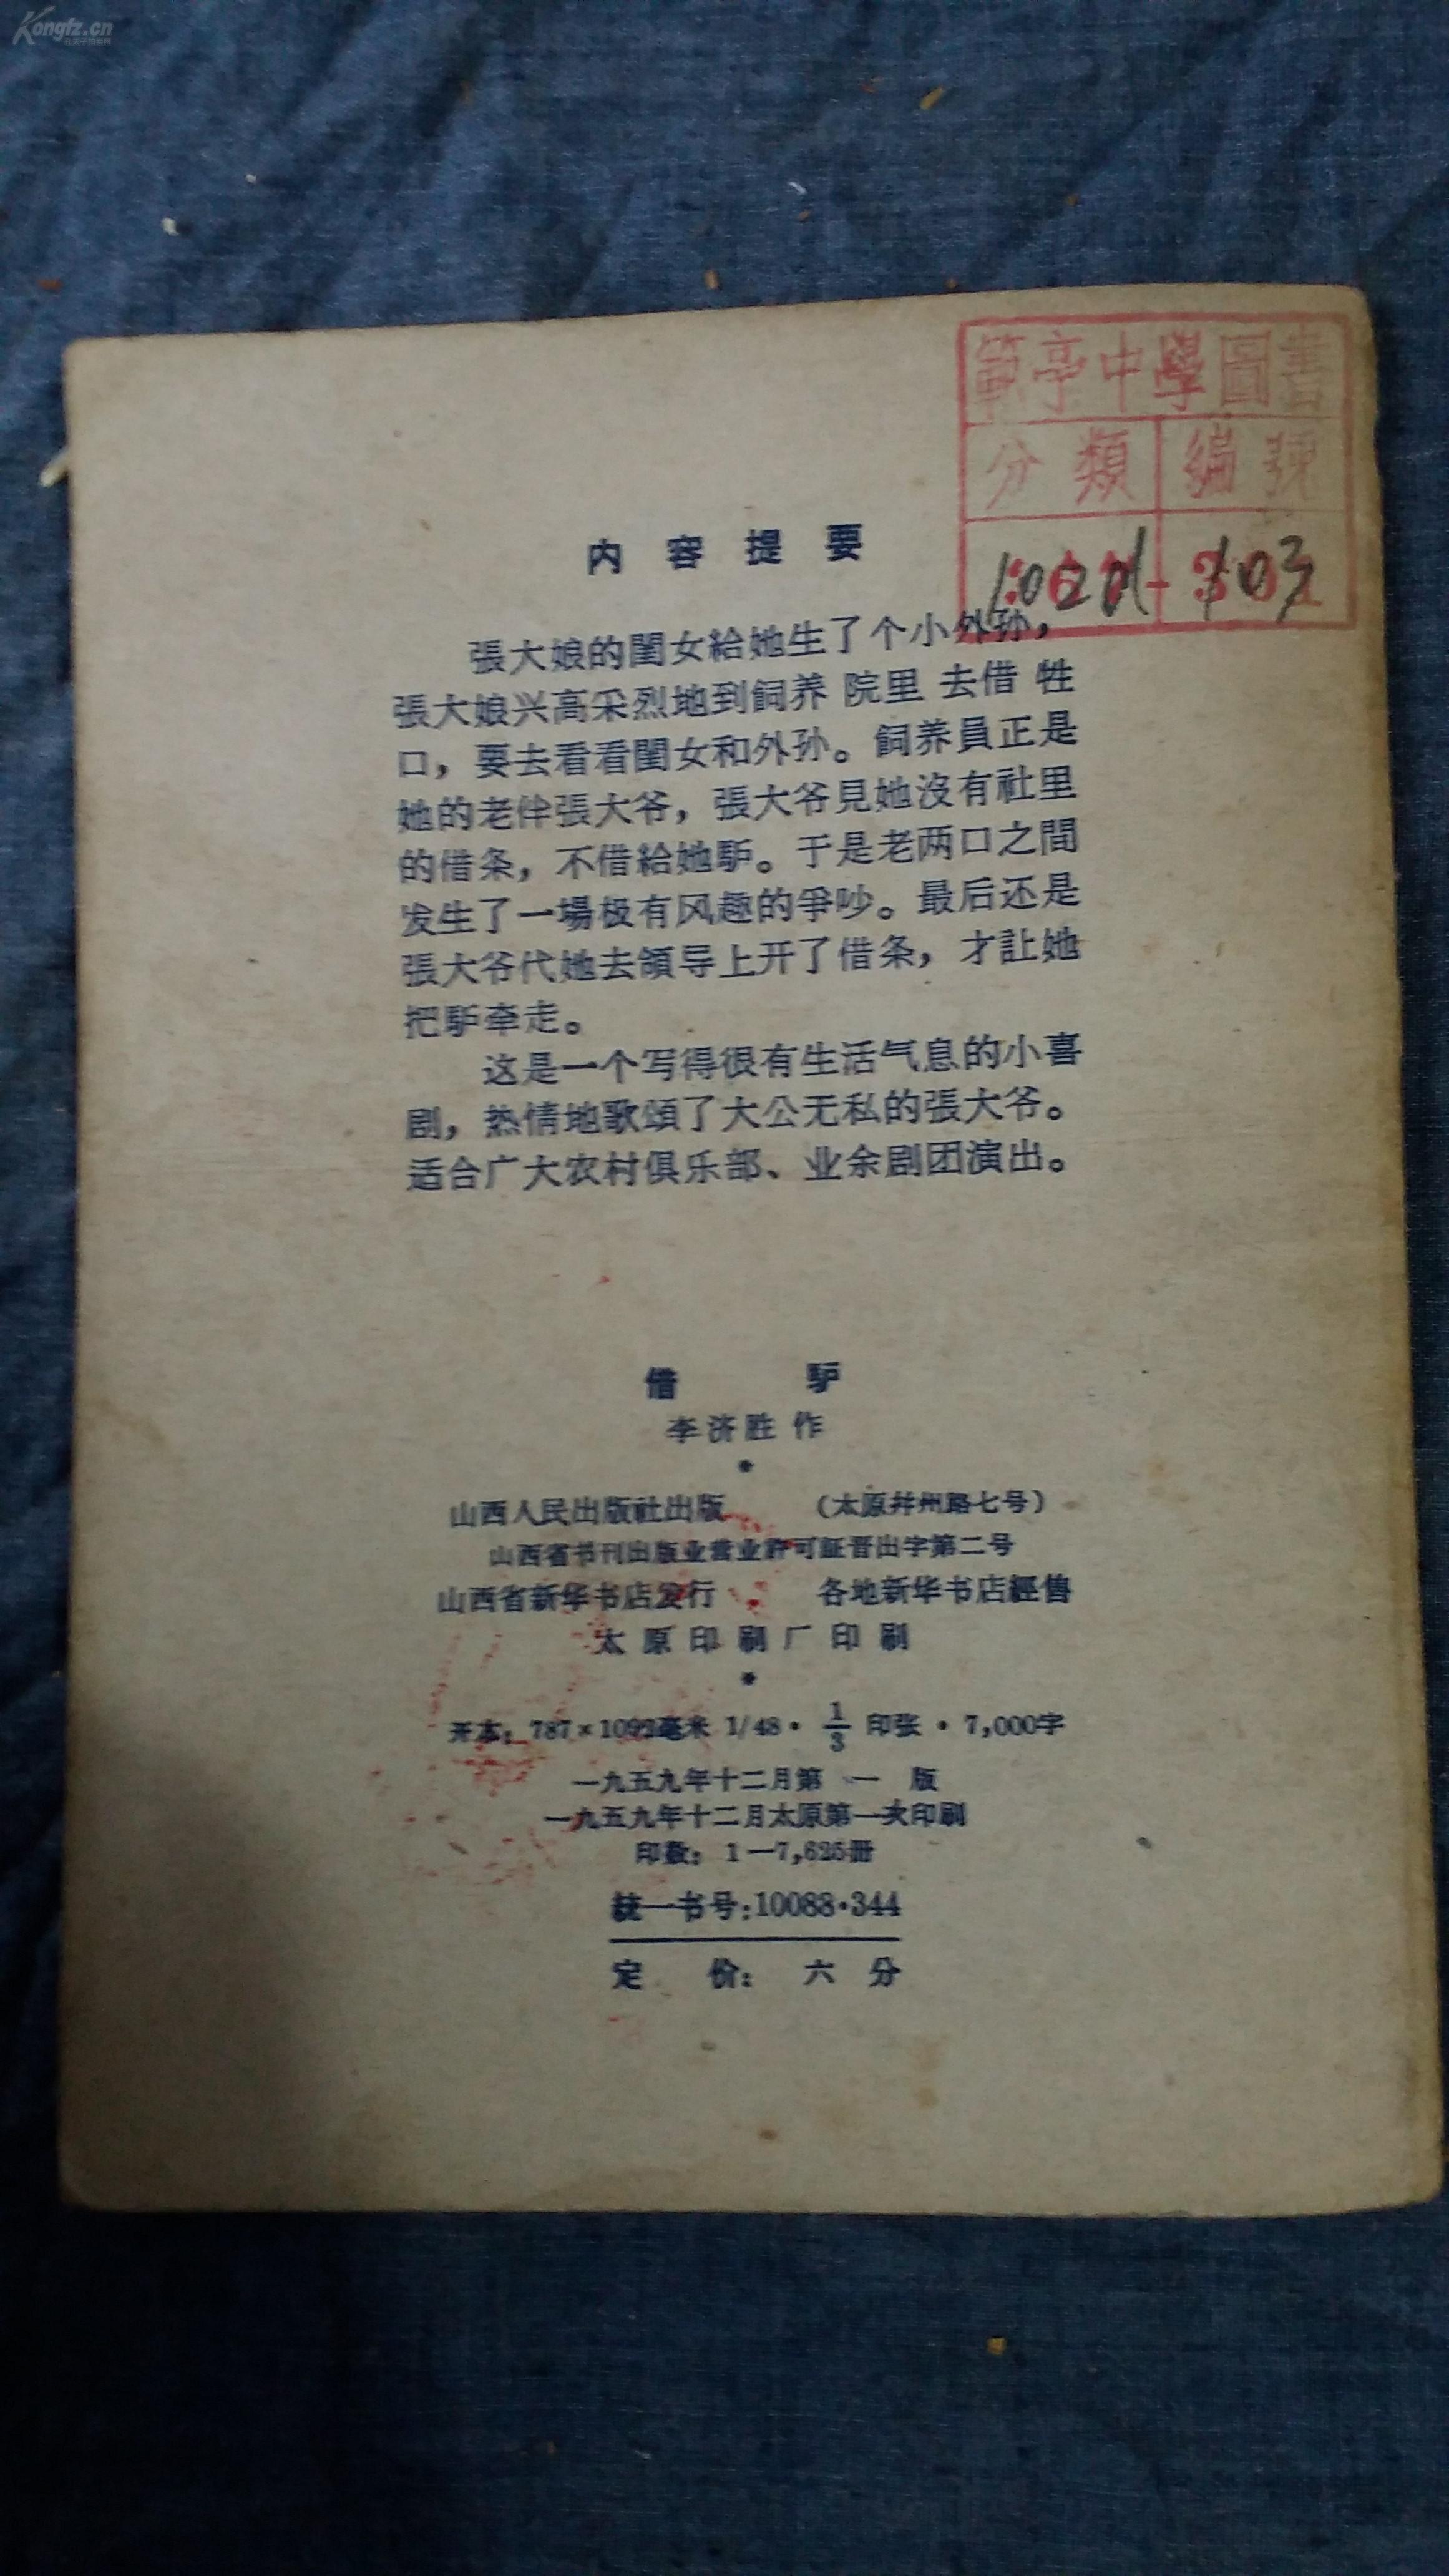 Kongfz.cn
範亭中學圖書
分類 編號
內容提要
張大娘的閨女給她生了个小外孙，
張大娘兴高采烈地到飼养院里去借牲
口，要去看看閨女和外孙。飼养員正是
她的老伴張大爷，張大爷見她沒有社里
的借条，不借給她馿。于是老两口之間
发生了一場极有风趣的爭吵。最后还是
張大爷代她去領导上开了借条，才訨她
把馿牵走。
这是一个写得很有生活气息的小喜
剧，热情地歌頌了大公无私的張大爷。
适合广大农村俱乐部、业余剧团演出。
借 馿
李济胜 作
*
山西人民出版社出版 （太原并州路七号）
山西省书刊出版业营业許可証晋出字第二号
山西省新华书店发行 各地新华书店經售
太原印刷厂印刷
*
开本：787×1092毫米 1/48·1/3印张·7,000字
一九五九年十二月第一版
一九五九年十二月太原第一次印刷
印数：1—7,625册
統一书号：10088·344
定 价： 六 分